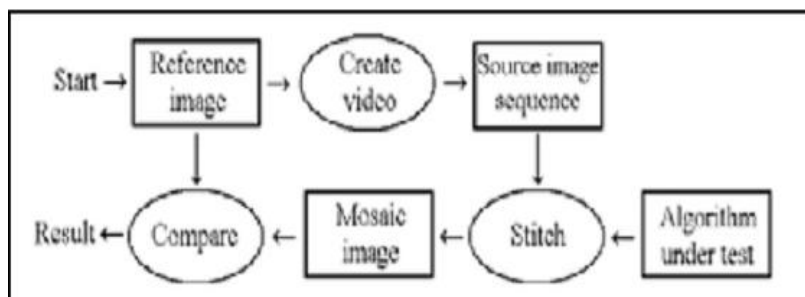 Start → Reference image → Create video → Source image sequence
Result ← Compare ← Mosaic image ← Stitch ← Algorithm under test